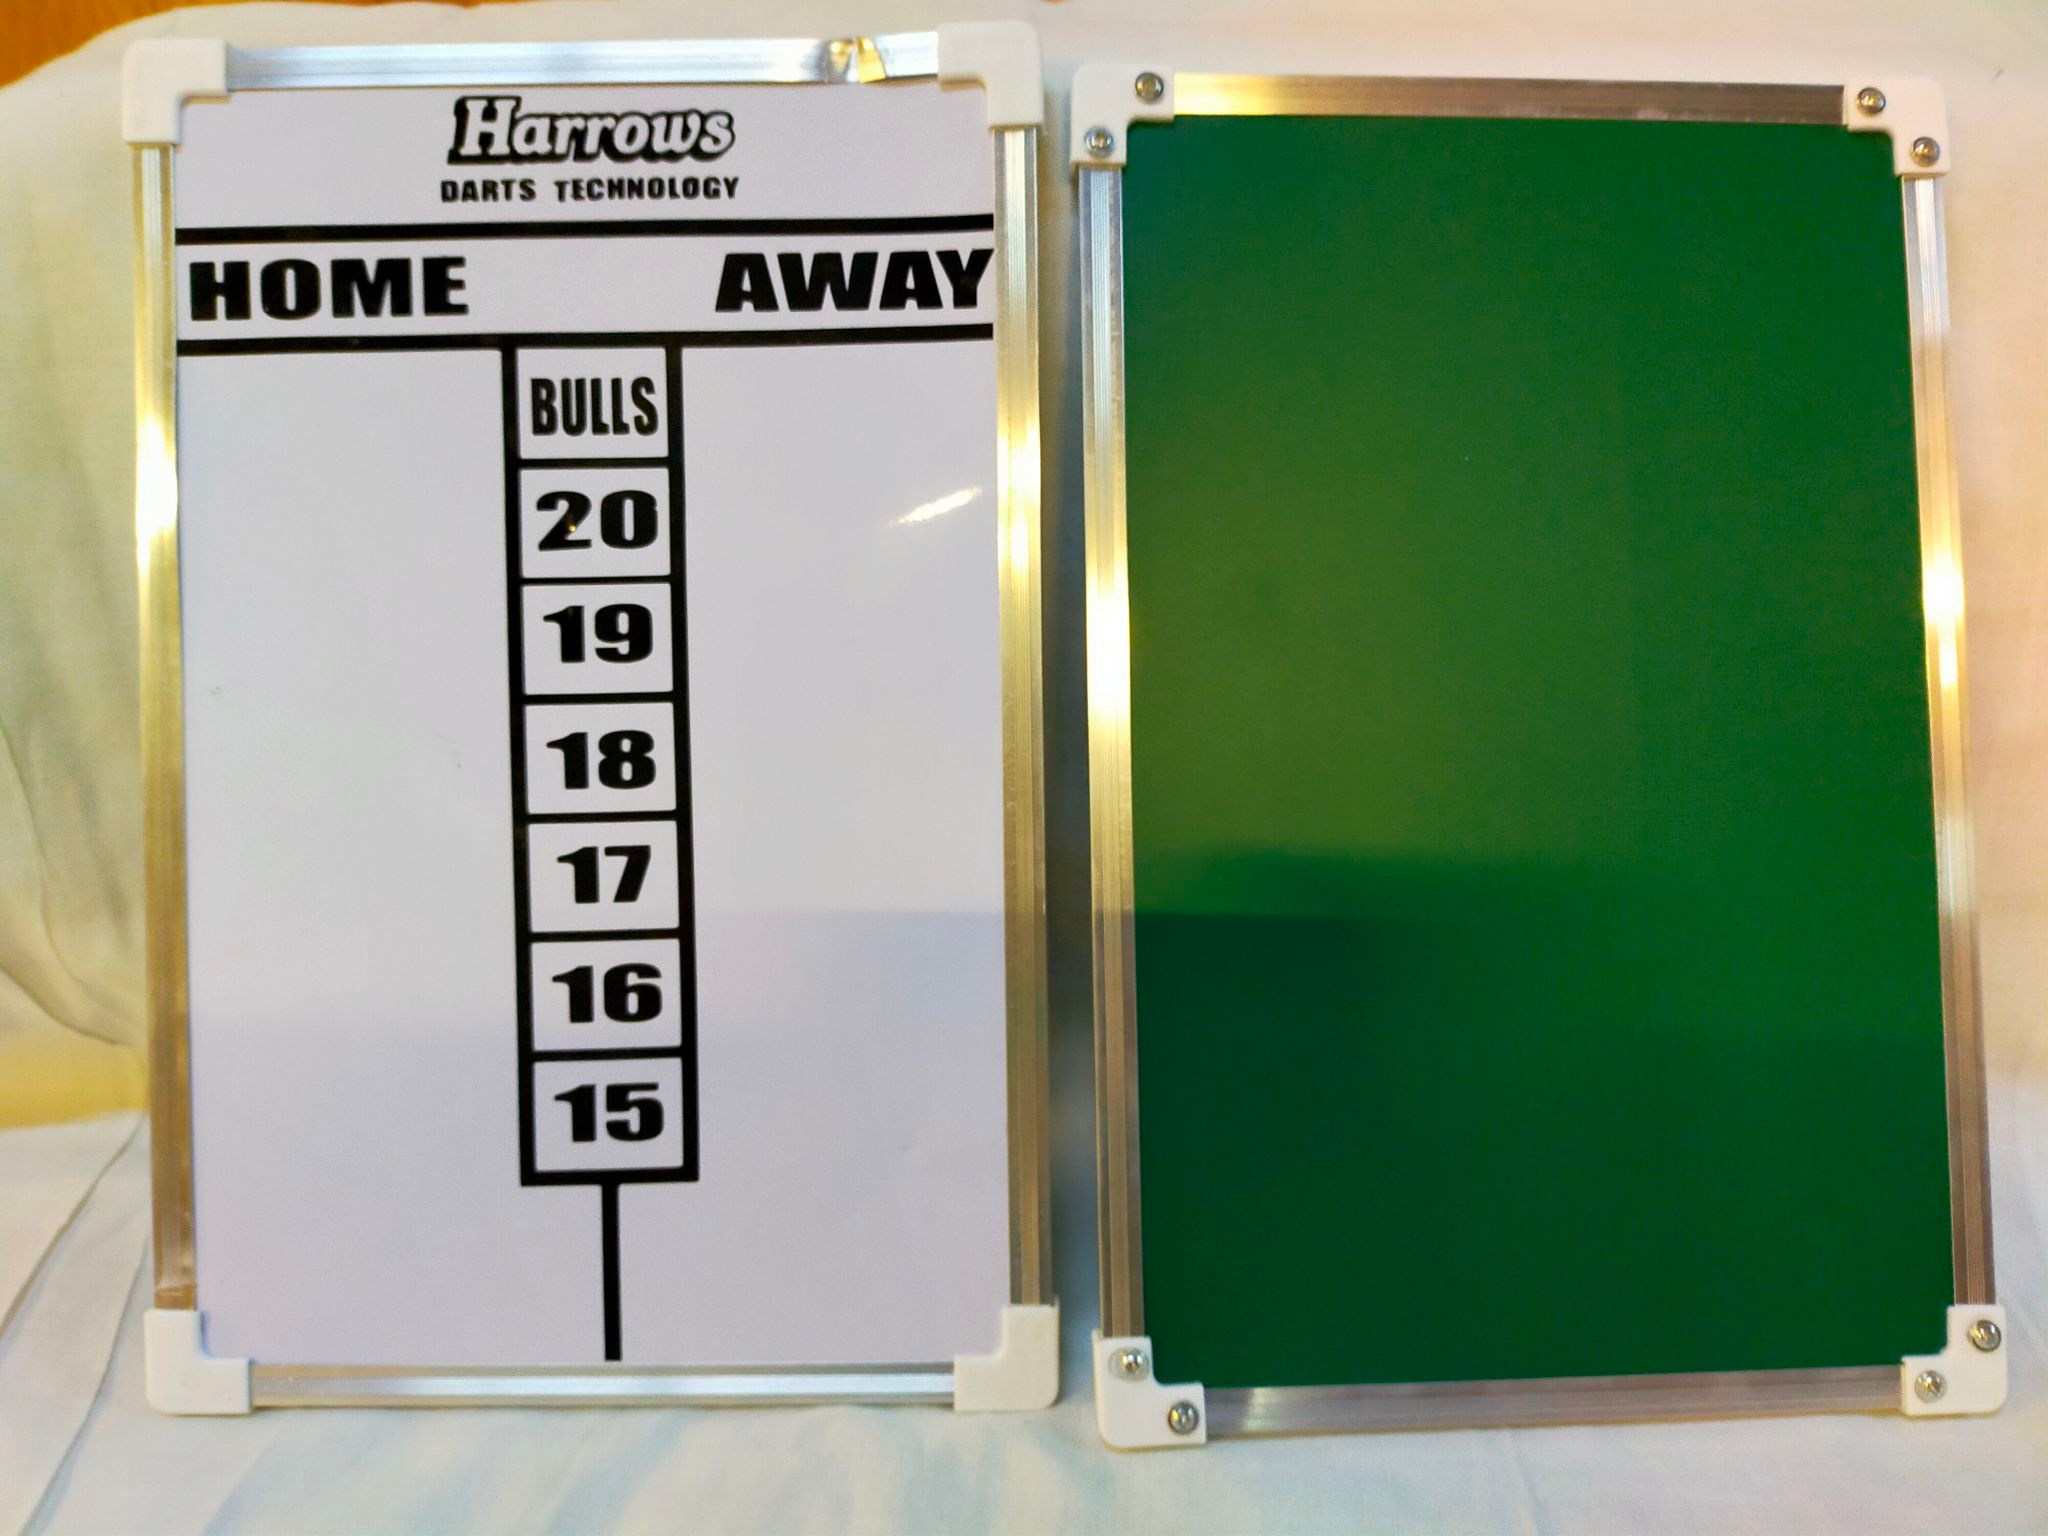 Harrows
DARTS TECHNOLOGY
HOME AWAY
BULLS
20
19
18
17
16
15